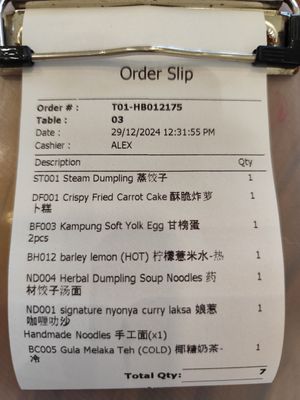 Order Slip
Order # : T01-HB012175
Table : 03
Date : 29/12/2024 12:31:55 PM
Cashier : ALEX
Description Qty
ST001 Steam Dumpling 蒸饺子 1
DF001 Crispy Fried Carrot Cake 酥脆炸萝 1
卜糕
BF003 Kampung Soft Yolk Egg 甘榜蛋 1
2pcs
BH012 barley lemon (HOT) 柠檬薏米水-热 1
ND004 Herbal Dumpling Soup Noodles 药 1
材饺子汤面
ND001 signature nyonya curry laksa 娘惹 1
咖喱叻沙
Handmade Noodles 手工面(x1)
BC005 Gula Melaka Teh (COLD) 椰糖奶茶- 1
冷
Total Qty: 7